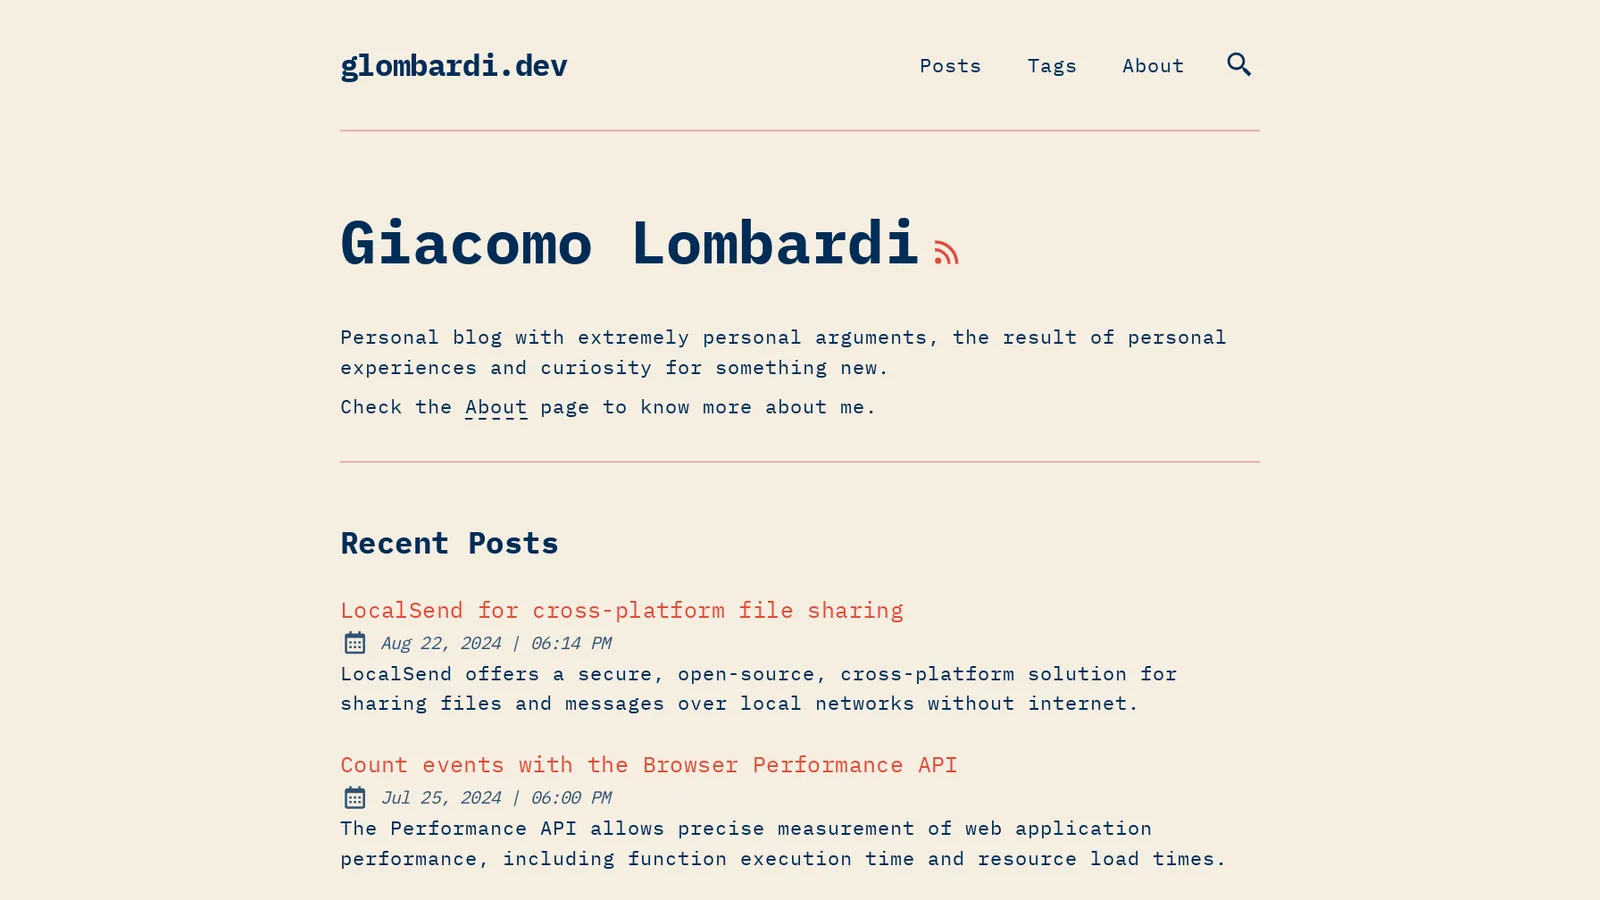 glombardi.dev
Posts
Tags
About
Giacomo Lombardi
Personal blog with extremely personal arguments, the result of personal
experiences and curiosity for something new.
Check the About page to know more about me.
Recent Posts
LocalSend for cross-platform file sharing
Aug 22, 2024 | 06:14 PM
LocalSend offers a secure, open-source, cross-platform solution for
sharing files and messages over local networks without internet.
Count events with the Browser Performance API
Jul 25, 2024 | 06:00 PM
The Performance API allows precise measurement of web application
performance, including function execution time and resource load times.